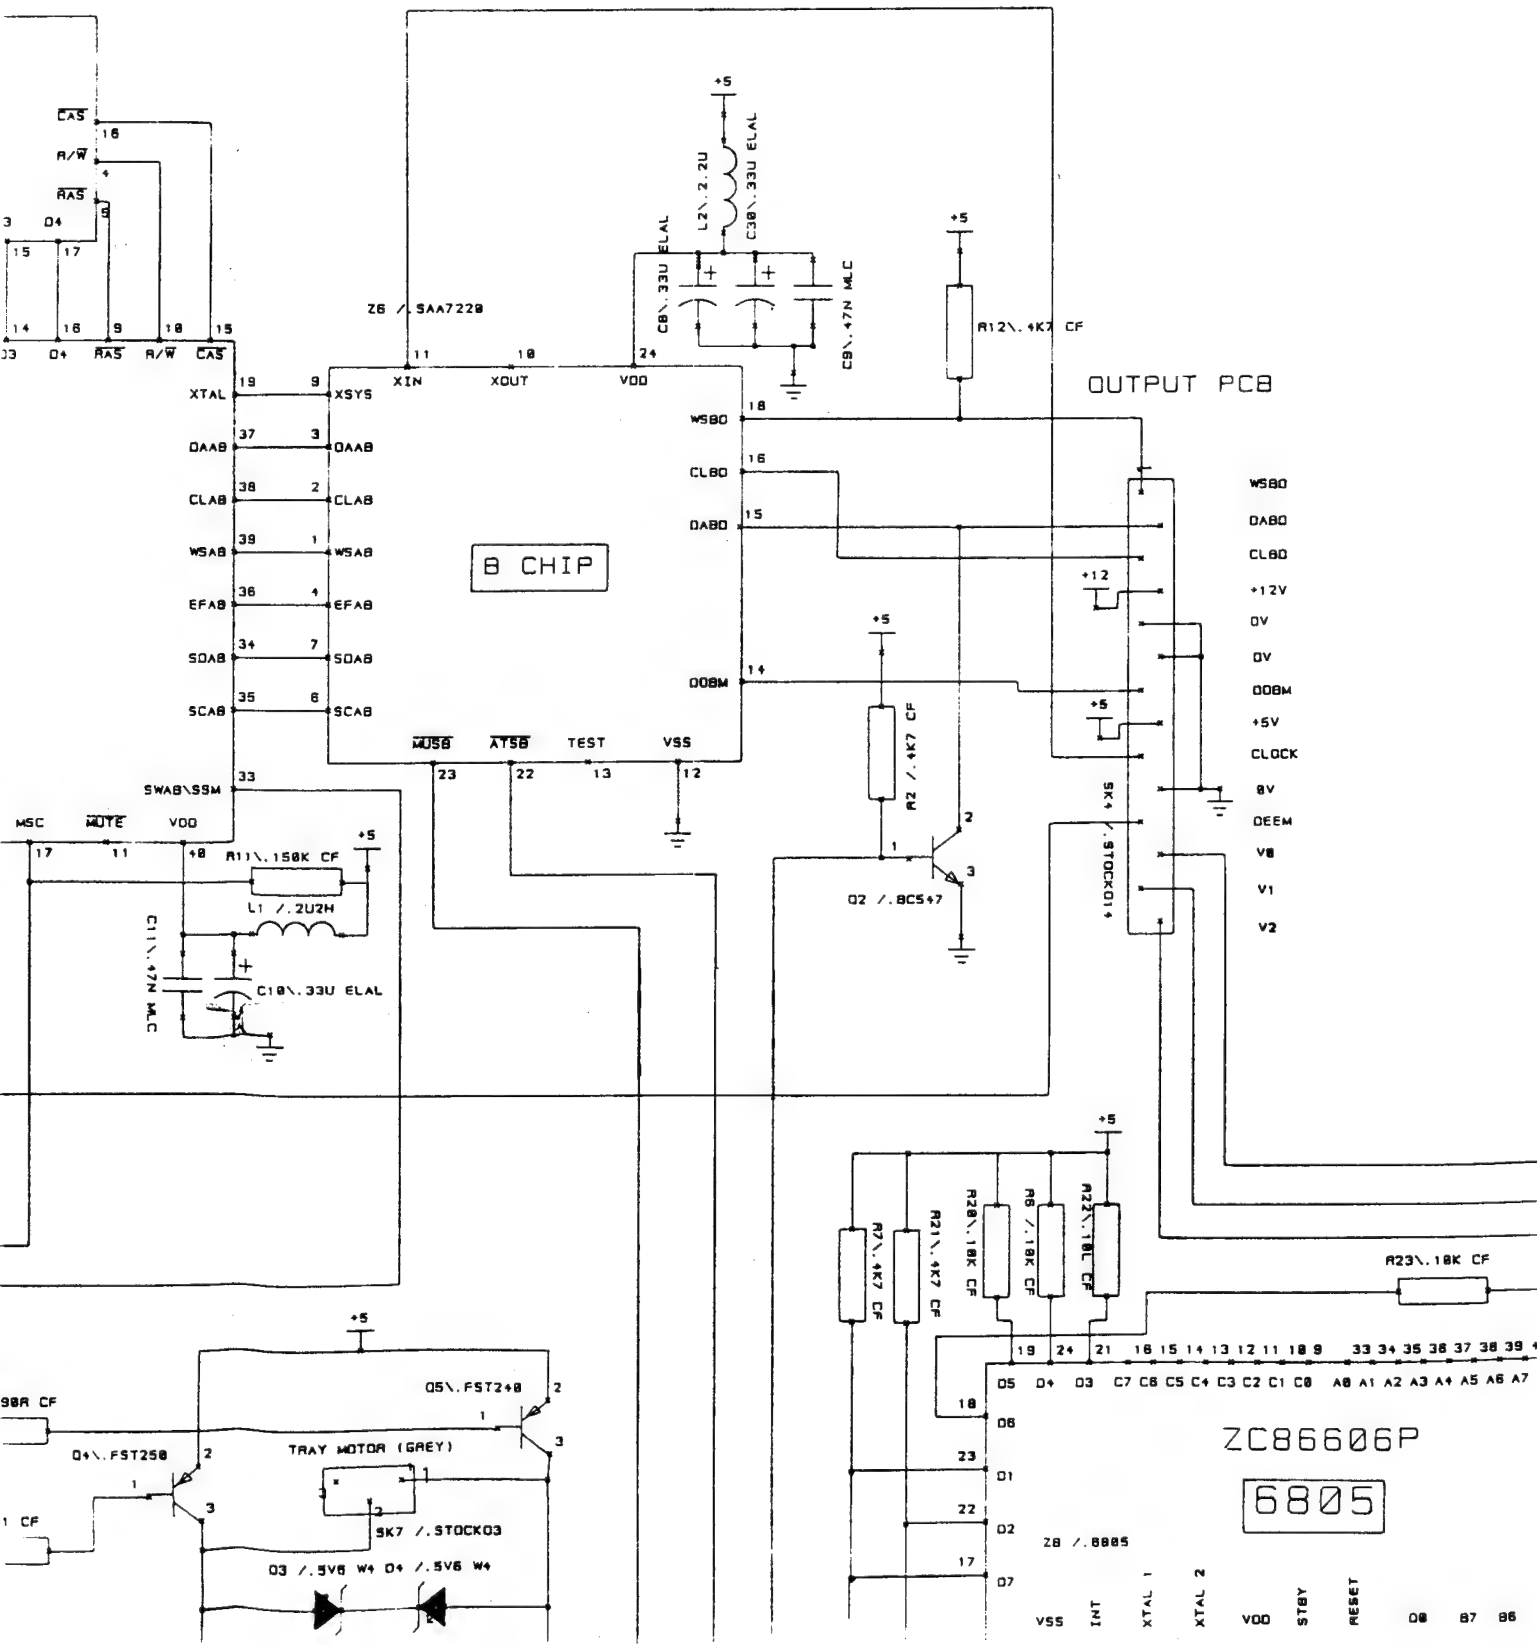 +5
CAS
16
R/W
4
RAS
5
3 D4
15 17
L2\.2.2U
C30\.33U ELAL
C8\.33U ELAL
C9\.47N MLC
+5
R12\.4K7 CF
Z6 /.SAA7220
14 16 9 10 15
D3 D4 RAS R/W CAS
11 10 24
XIN XOUT VDD
OUTPUT PCB
XTAL 19 9 XSYS
DAAB 37 3 DAAB
CLAB 38 2 CLAB
WSAB 39 1 WSAB
EFAB 36 4 EFAB
SDAB 34 7 SDAB
SCAB 35 6 SCAB
B CHIP
WSBD 18
CLBD 16
DABD 15
DOBM 14
MUSB ATSB TEST VSS
23 22 13 12
WSBD
DABD
CLBD
+12
+12V
0V
0V
DOBM
+5
+5V
CLOCK
0V
DEEM
V0
V1
V2
SK4 /.STOCKO14
+5
R2 /.4K7 CF
1
2
3
Q2 /.BC547
SWAB\SSM 33
MSC MUTE VDD
17 11 40
+5
R11\.150K CF
L1 /.2U2H
C11\.47N MLC
C10\.33U ELAL
+5
R7\.4K7 CF
R21\.4K7 CF
R20\.10K CF
R6 /.10K CF
R22\.10L CF
R23\.10K CF
19 24 21 16 15 14 13 12 11 10 9 33 34 35 36 37 38 39 4
D5 D4 D3 C7 C6 C5 C4 C3 C2 C1 C0 A0 A1 A2 A3 A4 A5 A6 A7
18
D6
23
D1
22
D2
17
D7
ZC86606P
6805
Z8 /.6805
VSS INT XTAL 1 XTAL 2 VDD STBY RESET D0 B7 B6
+5
90R CF
Q5\.FST240
1
2
3
Q4\.FST250
1
2
3
TRAY MOTOR (GREY)
1
2
3
SK7 /.STOCKO3
1 CF
D3 /.5V6 W4 D4 /.5V6 W4